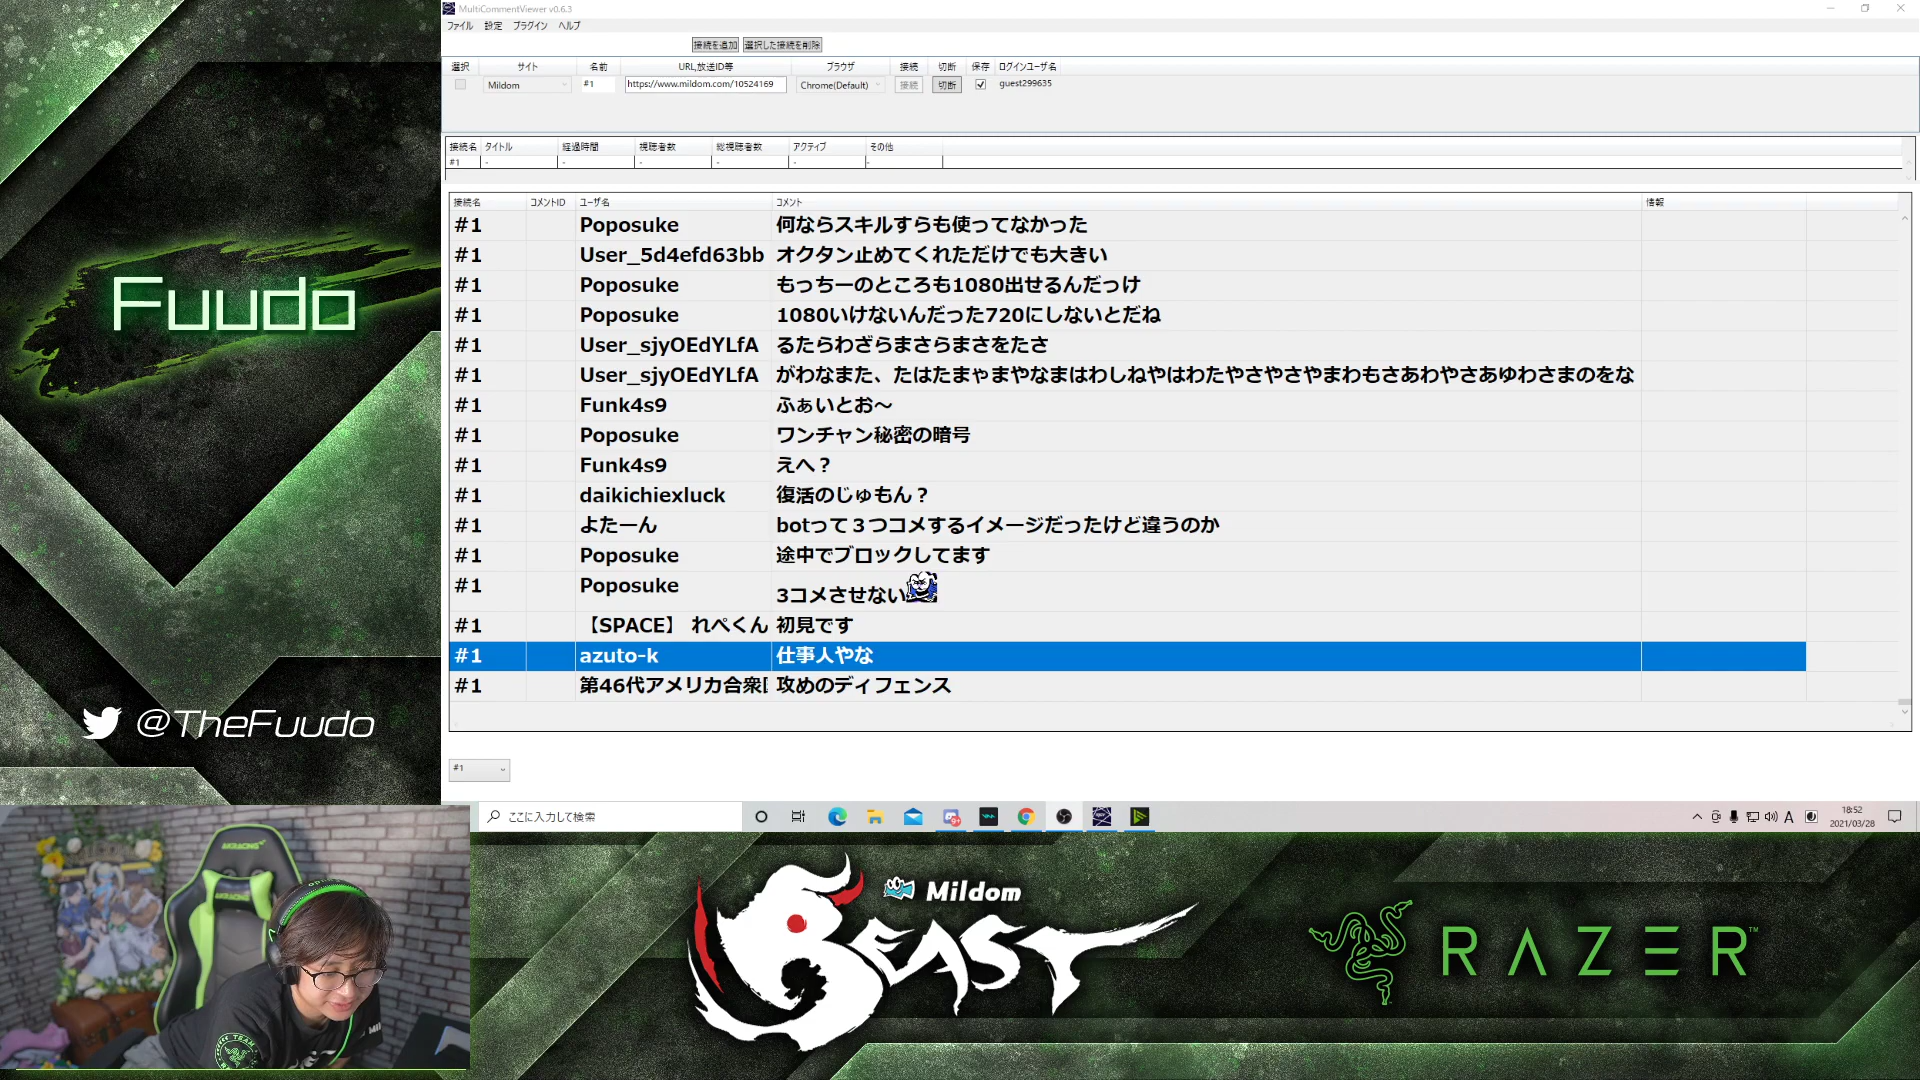 MultiCommentViewer v0.6.3
ファイル 設定 プラグイン ヘルプ
接続を追加 選択した接続を削除
選択 サイト 名前 URL,放送ID等 ブラウザ 接続 切断 保存 ログインユーザ名
Mildom #1 https://www.mildom.com/10524169 Chrome(Default) 接続 切断 guest299635
接続名 タイトル 経過時間 視聴者数 総視聴者数 アクティブ その他
#1 - - - - - -
接続名 コメントID ユーザ名 コメント 情報
#1 Poposuke 何ならスキルすらも使ってなかった
#1 User_5d4efd63bb オクタン止めてくれただけでも大きい
#1 Poposuke もっちーのところも1080出せるんだっけ
#1 Poposuke 1080いけないんだった720にしないとだね
#1 User_sjyOEdYLfA るたらわざらまさらまさをたさ
#1 User_sjyOEdYLfA がわなまた、たはたまゃまやなまはわしねやはわたやさやさやまわもさあわやさあゆわさまのをな
#1 Funk4s9 ふぁいとお～
#1 Poposuke ワンチャン秘密の暗号
#1 Funk4s9 えへ？
#1 daikichiexluck 復活のじゅもん？
#1 よたーん botって３つコメするイメージだったけど違うのか
#1 Poposuke 途中でブロックしてます
#1 Poposuke 3コメさせない
#1 【SPACE】 れぺくん 初見です
#1 azuto-k 仕事人やな
#1 第46代アメリカ合衆 攻めのディフェンス
#1
ここに入力して検索
A 18:52
2021/03/28
Fuudo
@TheFuudo
Mildom
BEAST
RAZER™